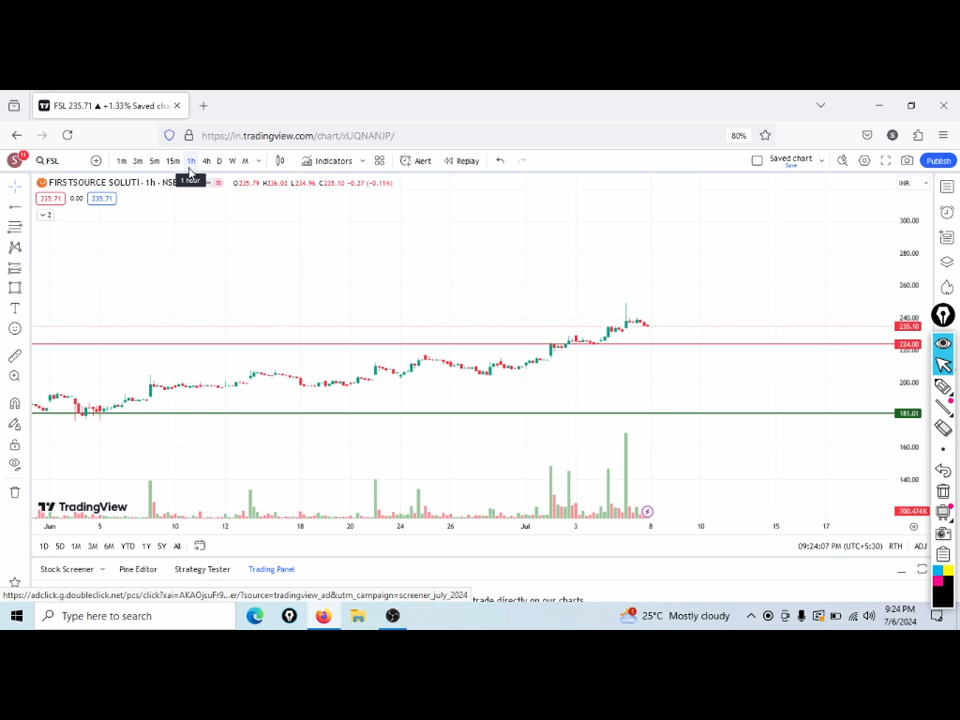 FSL 235.71 ▲ +1.33% Saved cha
https://in.tradingview.com/chart/xUQNANJP/
80%
S
11
FSL
1m 3m 5m 15m 1h 4h D W M
Indicators
Alert
Replay
Saved chart
Save
Publish
1 hour
FIRSTSOURCE SOLUTI · 1h · NSE
O235.79 H236.02 L234.96 C235.10 -0.27 (-0.11%)
INR
235.71 0.00 235.71
2
300.00
280.00
260.00
240.00
235.10
224.00
220.00
200.00
181.01
160.00
140.00
700.474K
TradingView
Jun 5 10 12 18 20 24 26 Jul 3 8 10 15 17
1D 5D 1M 3M 6M YTD 1Y 5Y All
09:24:07 PM (UTC+5:30) RTH ADJ
Stock Screener Pine Editor Strategy Tester Trading Panel
https://adclick.g.doubleclick.net/pcs/click?xai=AKAOjsuFr9...er/?source=tradingview_ad&utm_campaign=screener_july_2024
trade directly on our charts
Type here to search
25°C Mostly cloudy
9:24 PM
7/6/2024